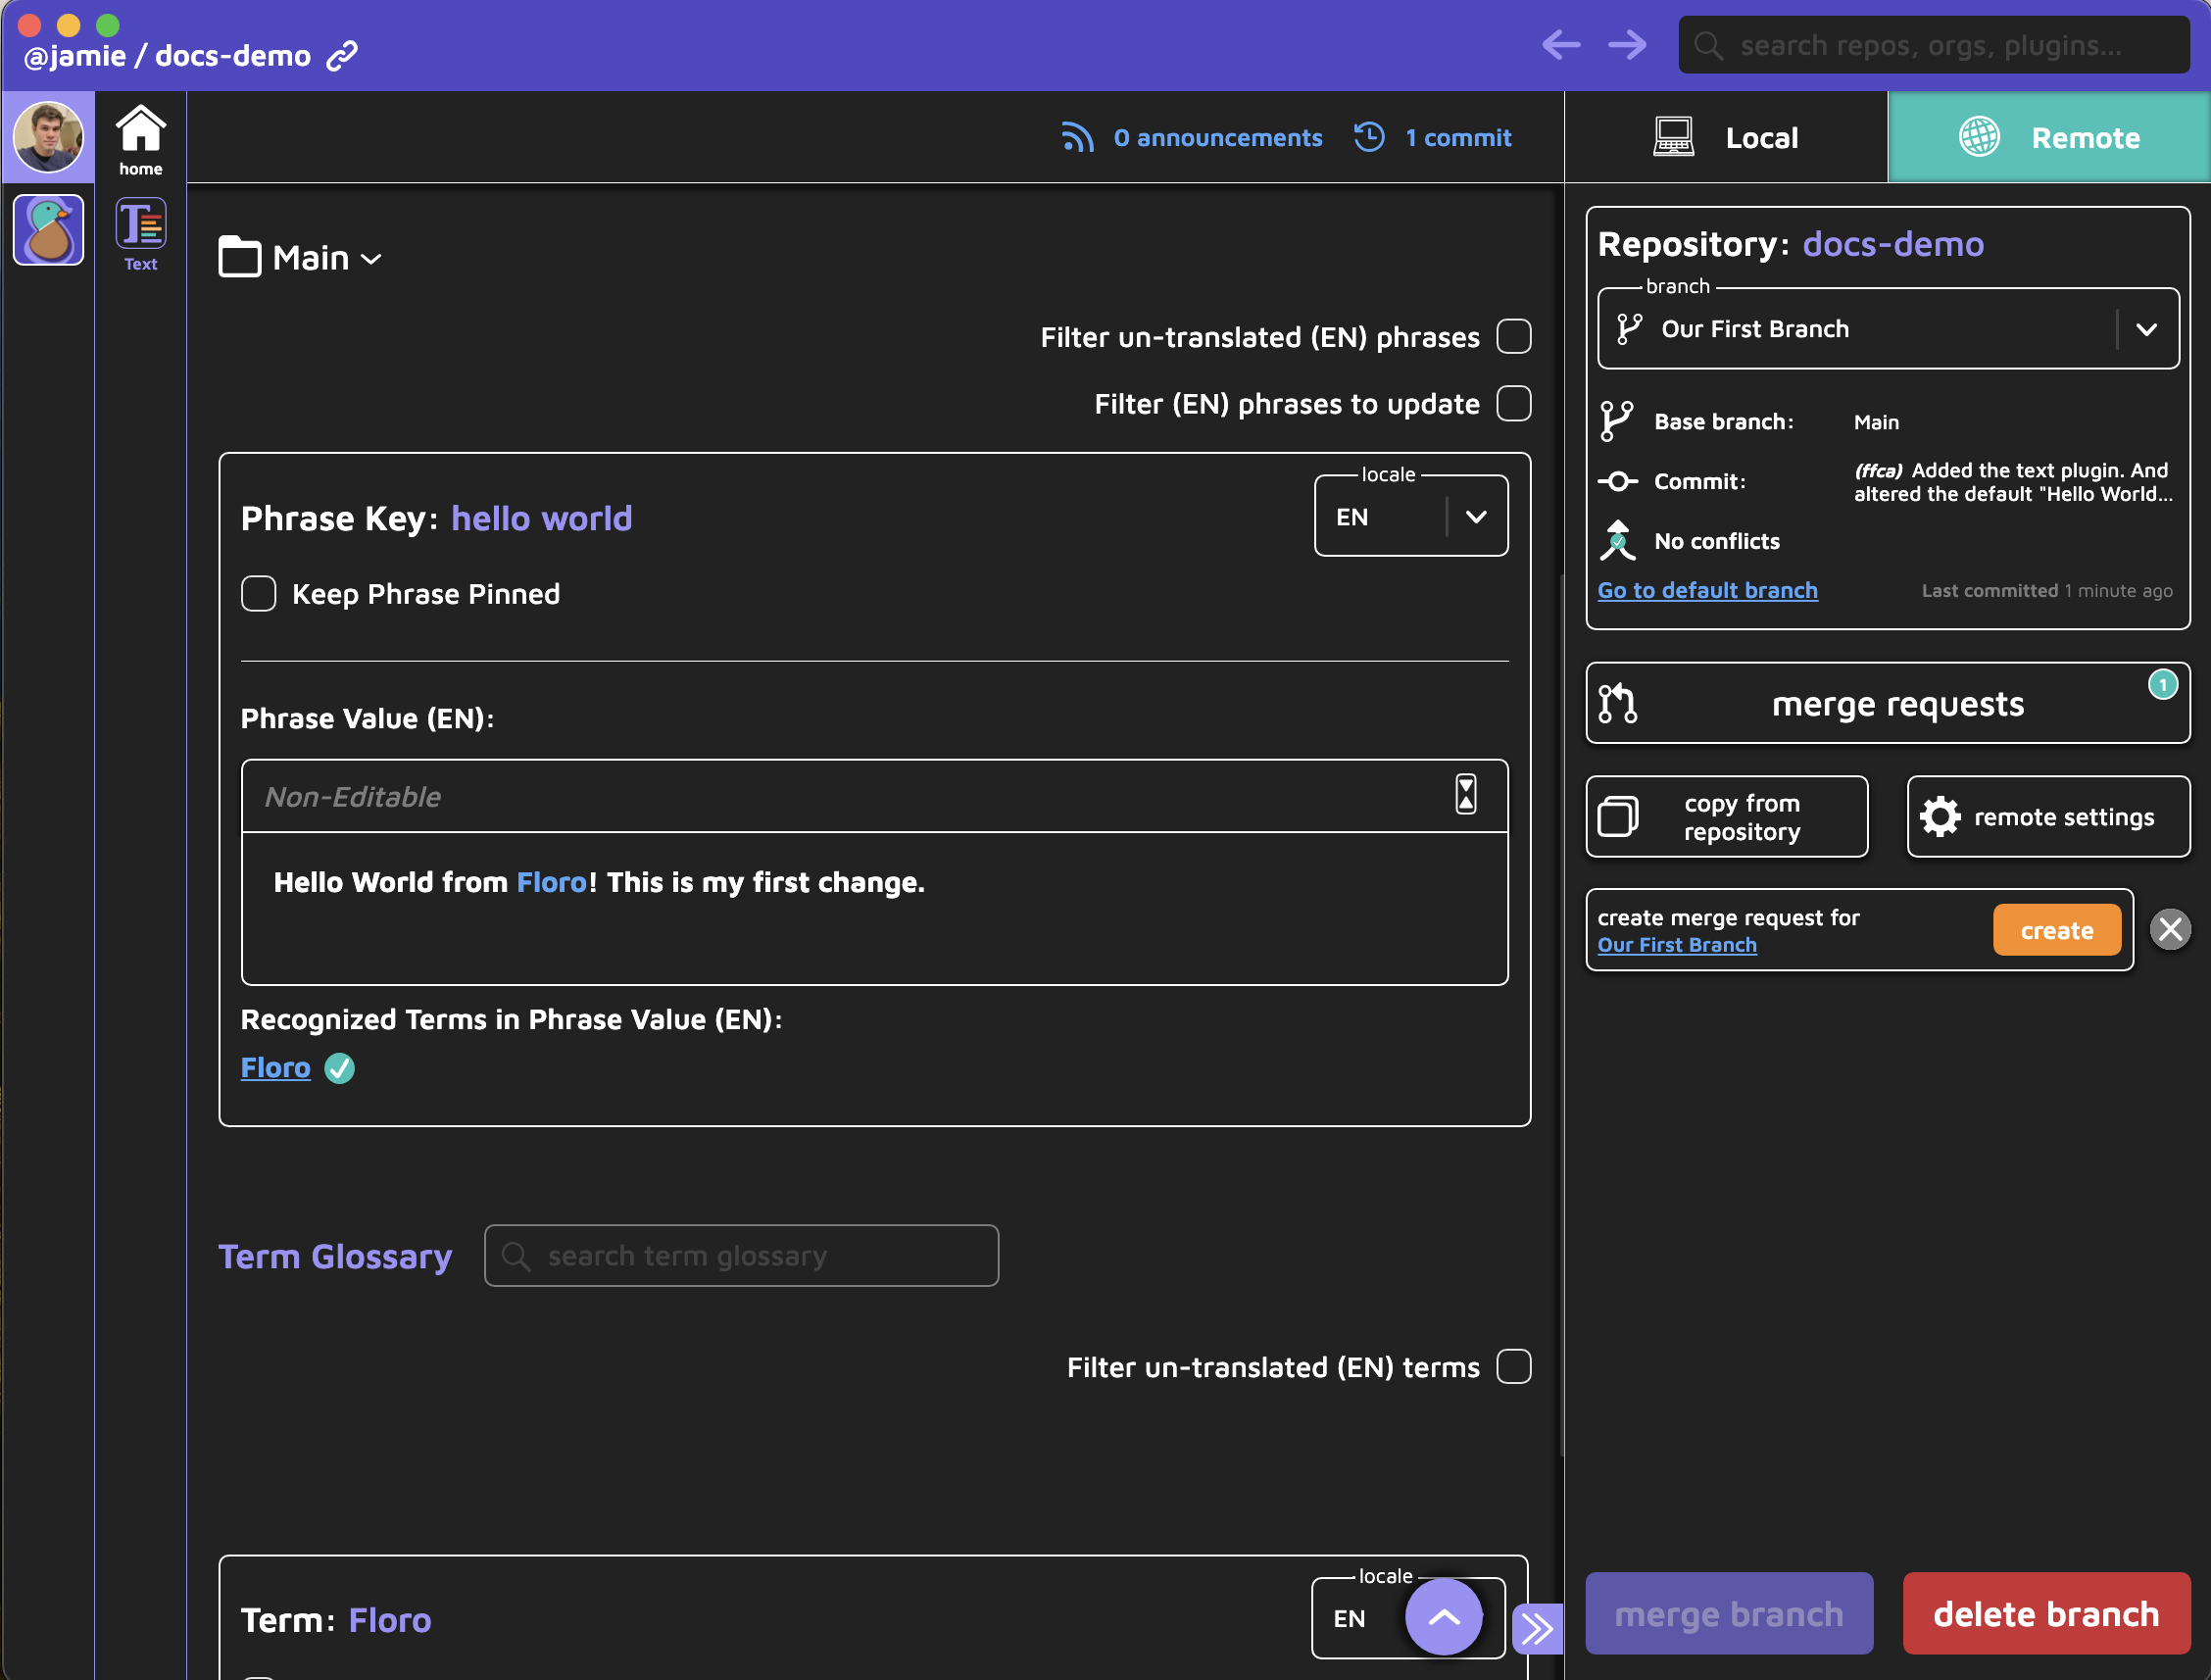 @jamie / docs-demo
search repos, orgs, plugins...
home
Text
0 announcements
1 commit
Local
Remote
Main
Filter un-translated (EN) phrases
Filter (EN) phrases to update
Phrase Key: hello world
locale
EN
Keep Phrase Pinned
Phrase Value (EN):
Non-Editable
Hello World from Floro! This is my first change.
Recognized Terms in Phrase Value (EN):
Floro
Term Glossary
search term glossary
Filter un-translated (EN) terms
Term: Floro
locale
EN
Repository: docs-demo
branch
Our First Branch
Base branch: Main
Commit: (ffca) Added the text plugin. And
altered the default "Hello World...
No conflicts
Go to default branch
Last committed 1 minute ago
merge requests
1
copy from
repository
remote settings
create merge request for
Our First Branch
create
merge branch
delete branch